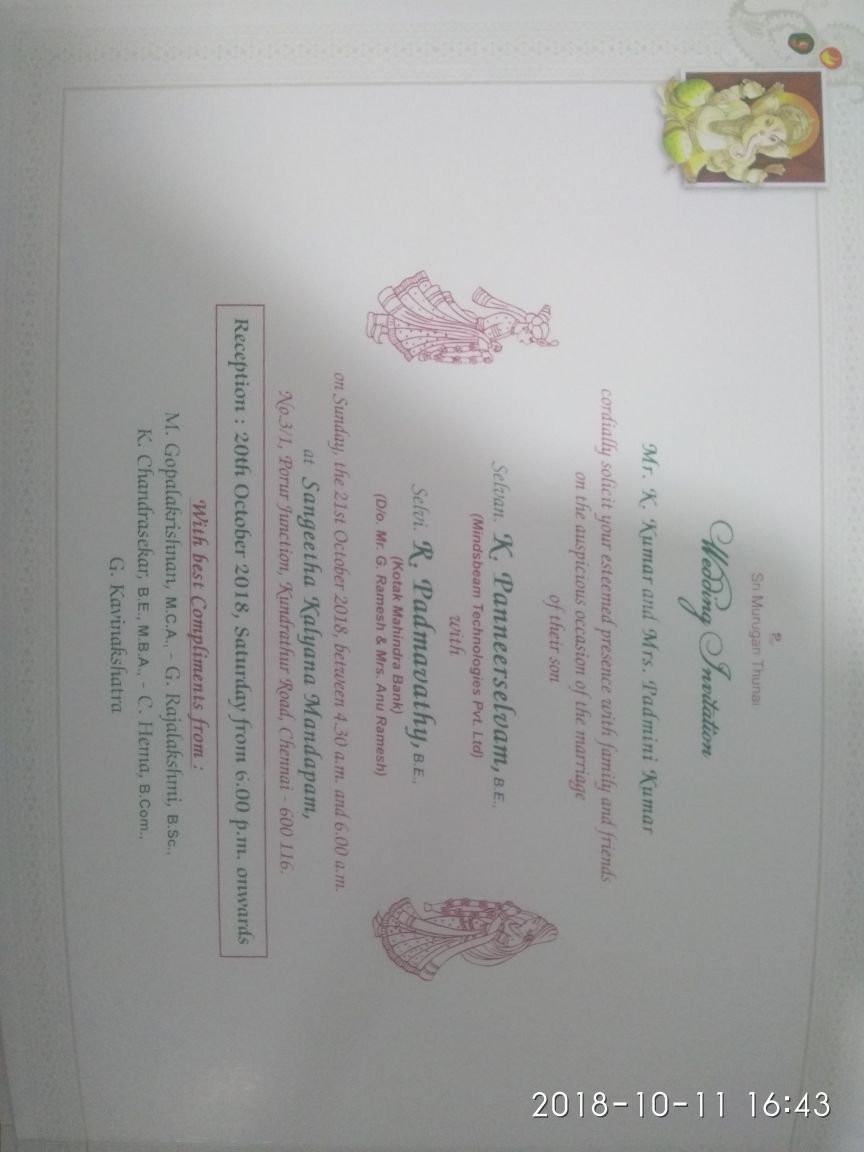 உ
Sri Murugan Thunai
Wedding Invitation
Mr. K. Kumar and Mrs. Padmini Kumar
cordially solicit your esteemed presence with family and friends
on the auspicious occasion of the marriage
of their son
Selvan. K. Panneerselvam, B.E.,
(Mindsbeam Technologies Pvt. Ltd)
with
Selvi. R. Padmavathy, B.E.,
(Kotak Mahindra Bank)
(D/o. Mr. G. Ramesh & Mrs. Anu Ramesh)
on Sunday, the 21st October 2018, between 4.30 a.m. and 6.00 a.m.
at Sangeetha Kalyana Mandapam,
No.3/1, Porur Junction, Kundrathur Road, Chennai - 600 116.
Reception : 20th October 2018, Saturday from 6.00 p.m. onwards
With best Compliments from :
M. Gopalakrishnan, M.C.A., - G. Rajalakshmi, B.Sc.,
K. Chandrasekar, B.E., M.B.A., - C. Hema, B.Com.,
G. Kavinakshatra
2018-10-11 16:43